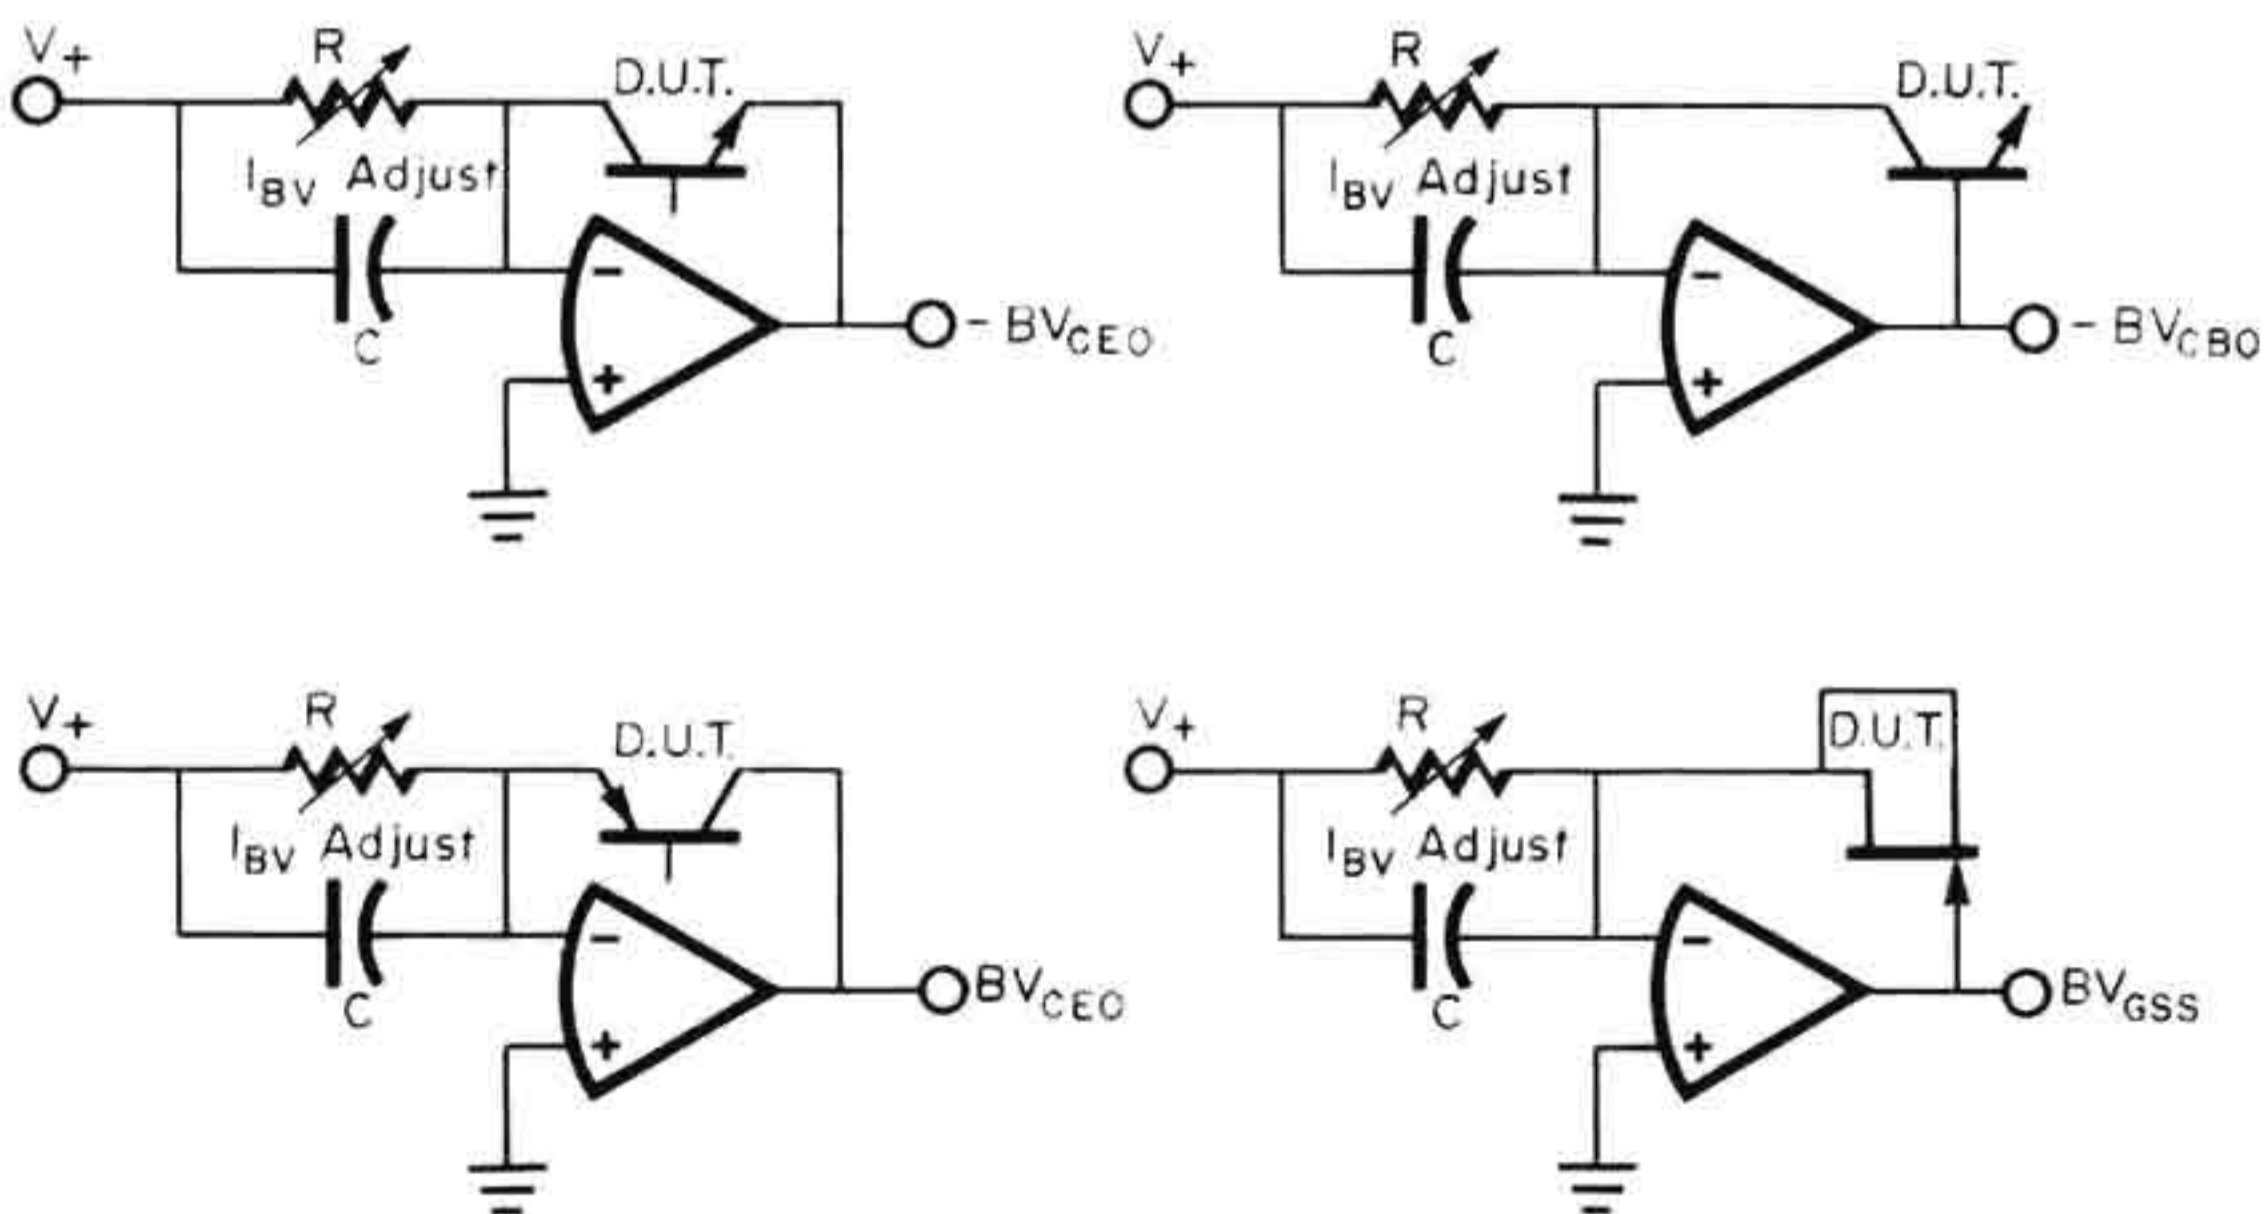 V+
R
D.U.T.
IBV Adjust
C
−
+
- BVCEO
V+
R
D.U.T.
IBV Adjust
C
−
+
- BVCBO
V+
R
D.U.T.
IBV Adjust
C
−
+
BVCEO
V+
R
D.U.T.
IBV Adjust
C
−
+
BVGSS